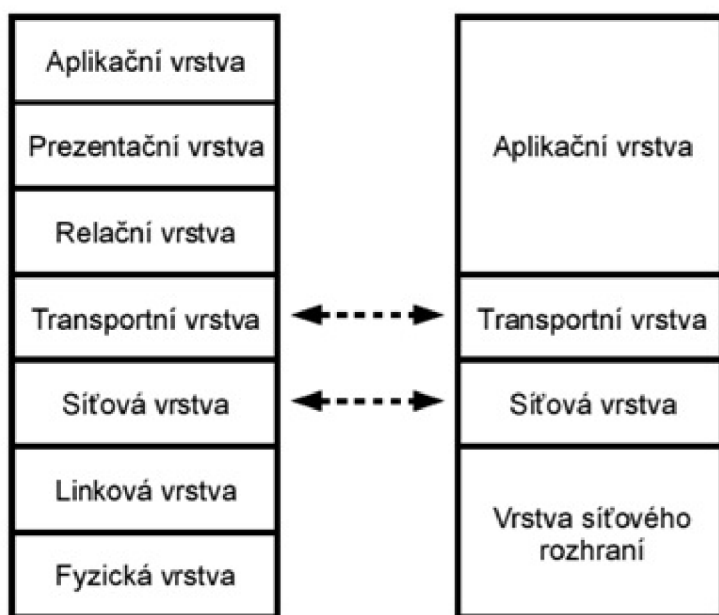 Aplikační vrstva
Prezentační vrstva
Relační vrstva
Transportní vrstva
Síťová vrstva
Linková vrstva
Fyzická vrstva
Aplikační vrstva
Transportní vrstva
Síťová vrstva
Vrstva síťového
rozhraní